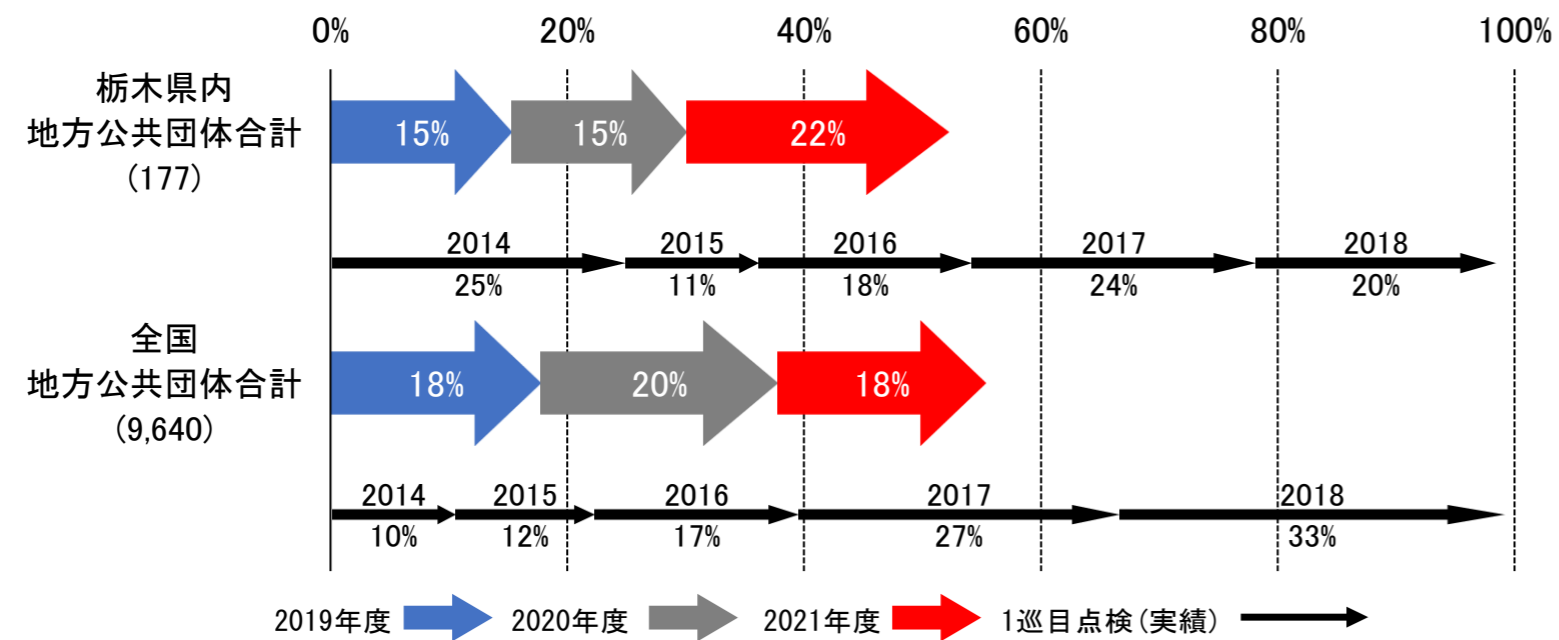 0% 20% 40% 60% 80% 100%
栃木県内
地方公共団体合計
(177)
15% 15% 22%
2014 2015 2016 2017 2018
25% 11% 18% 24% 20%
全国
地方公共団体合計
(9,640)
18% 20% 18%
2014 2015 2016 2017 2018
10% 12% 17% 27% 33%
2019年度 2020年度 2021年度 1巡目点検(実績)